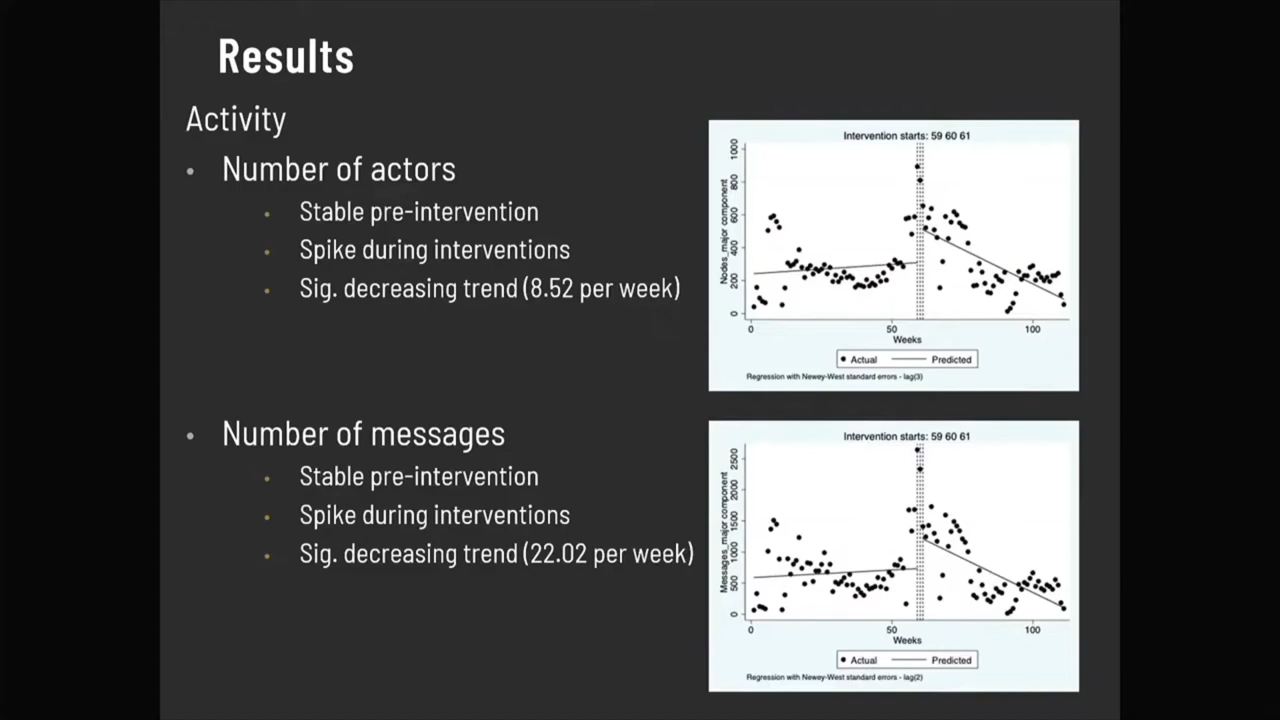 Results
Activity
• Number of actors
• Stable pre-intervention
• Spike during interventions
• Sig. decreasing trend (8.52 per week)
Intervention starts: 59 60 61
Nodes_major component
0 200 400 600 800 1000
0 50 100
Weeks
Actual Predicted
Regression with Newey-West standard errors - lag(3)
• Number of messages
• Stable pre-intervention
• Spike during interventions
• Sig. decreasing trend (22.02 per week)
Intervention starts: 59 60 61
Messages_major component
0 500 1000 1500 2000 2500
0 50 100
Weeks
Actual Predicted
Regression with Newey-West standard errors - lag(2)